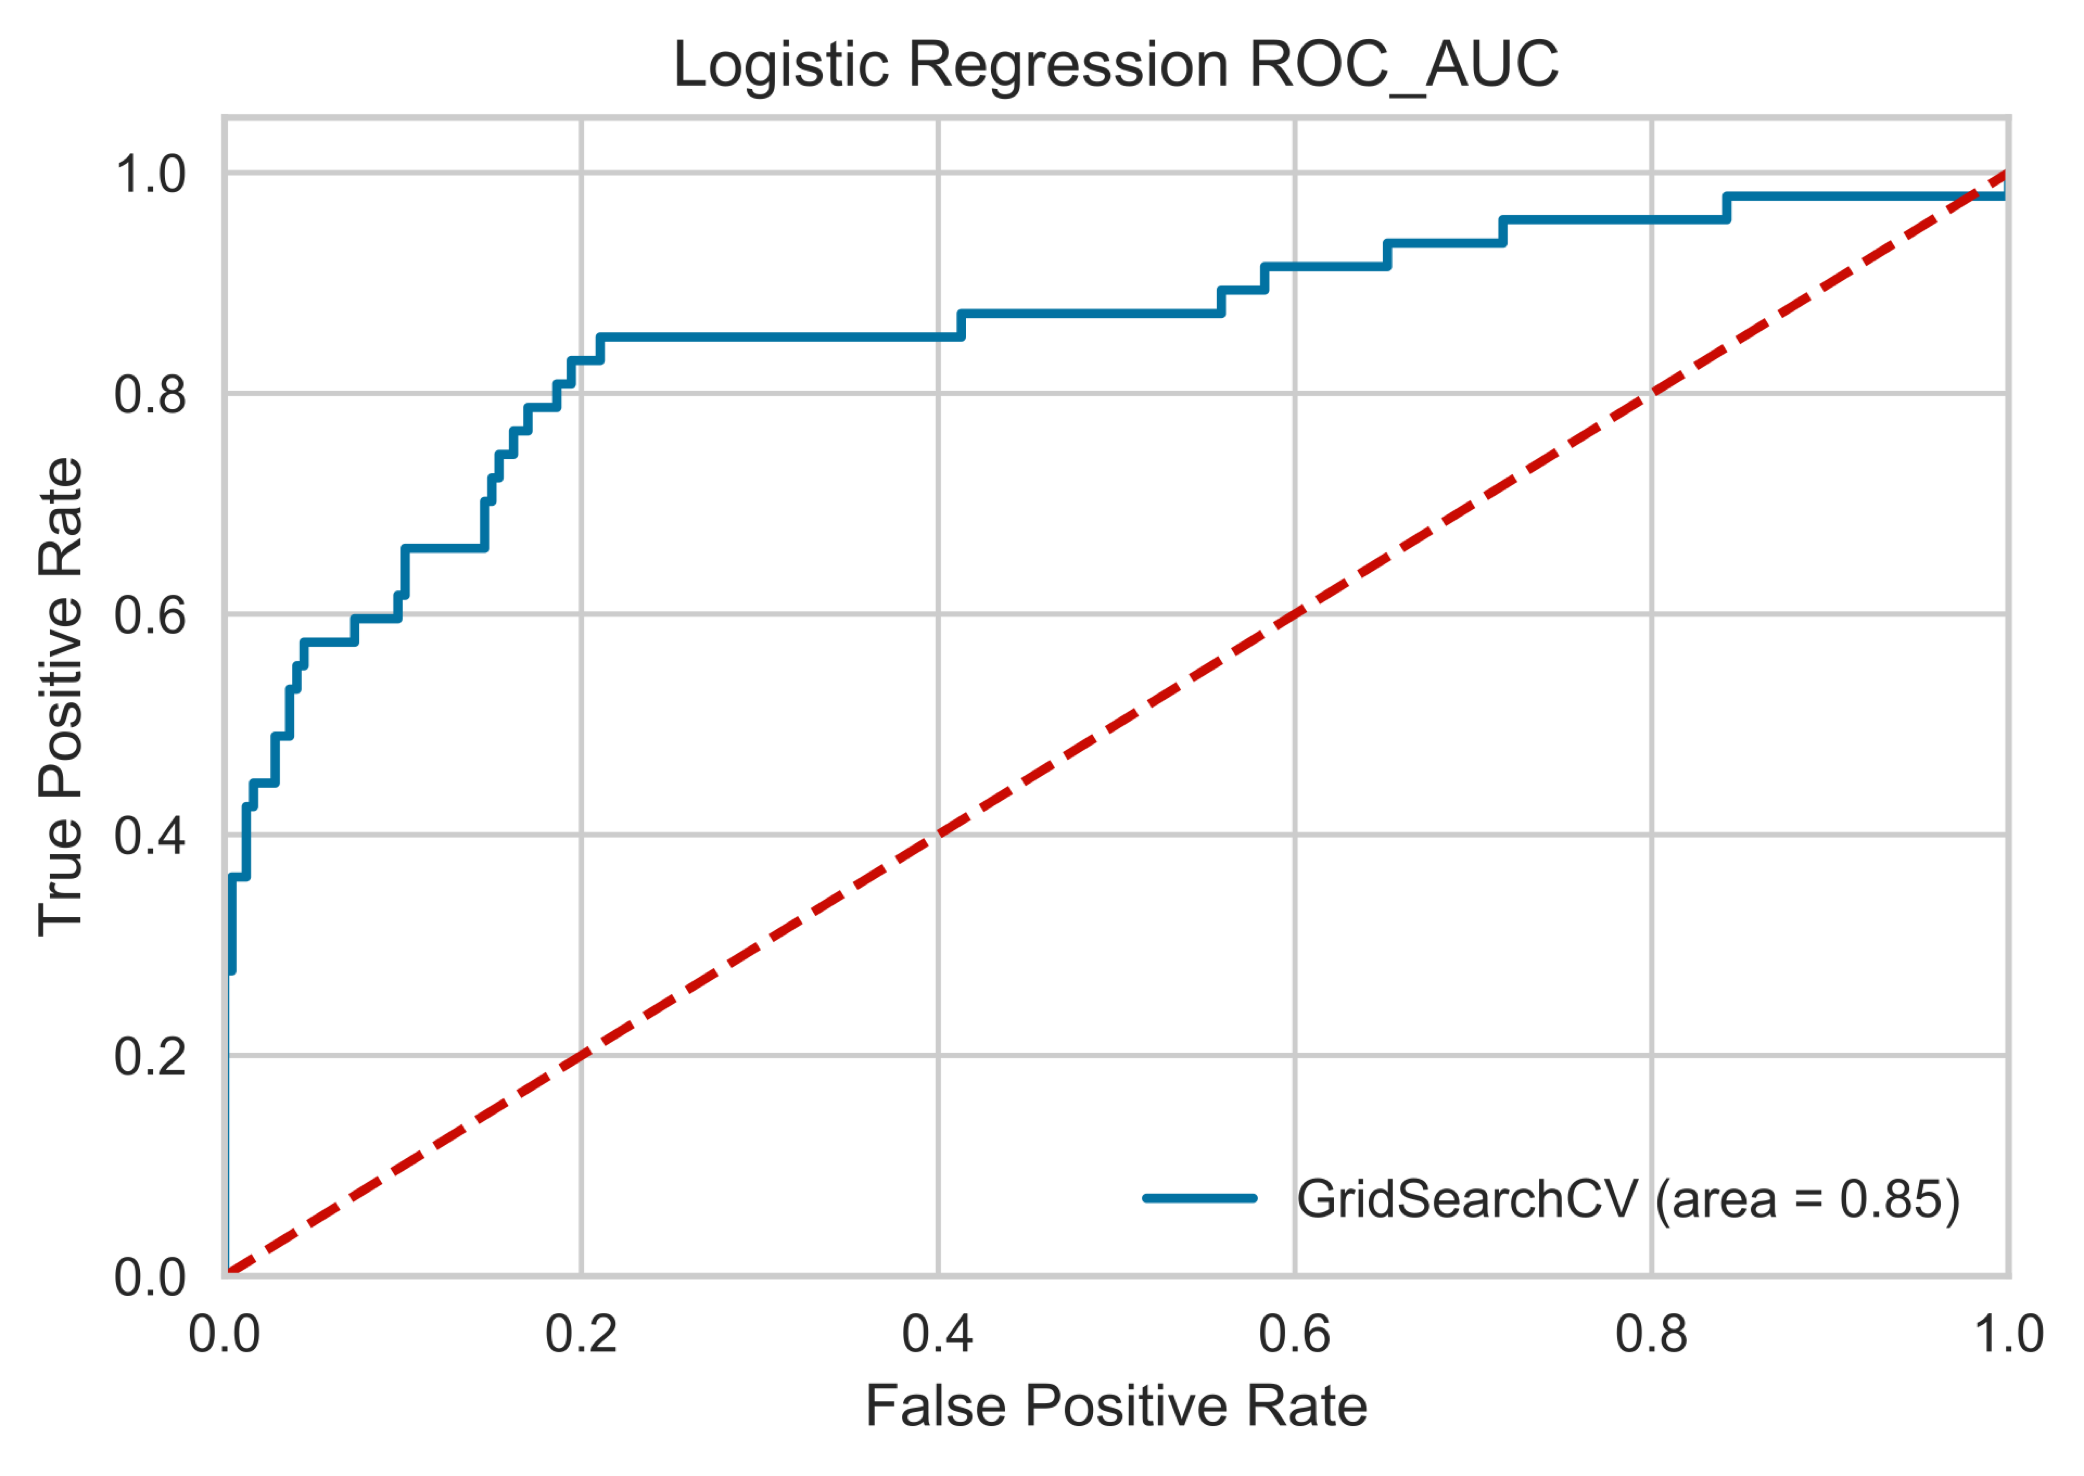 Logistic Regression ROC_AUC
1.0
0.8
0.6
0.4
0.2
0.0
True Positive Rate
GridSearchCV (area = 0.85)
0.0 0.2 0.4 0.6 0.8 1.0
False Positive Rate